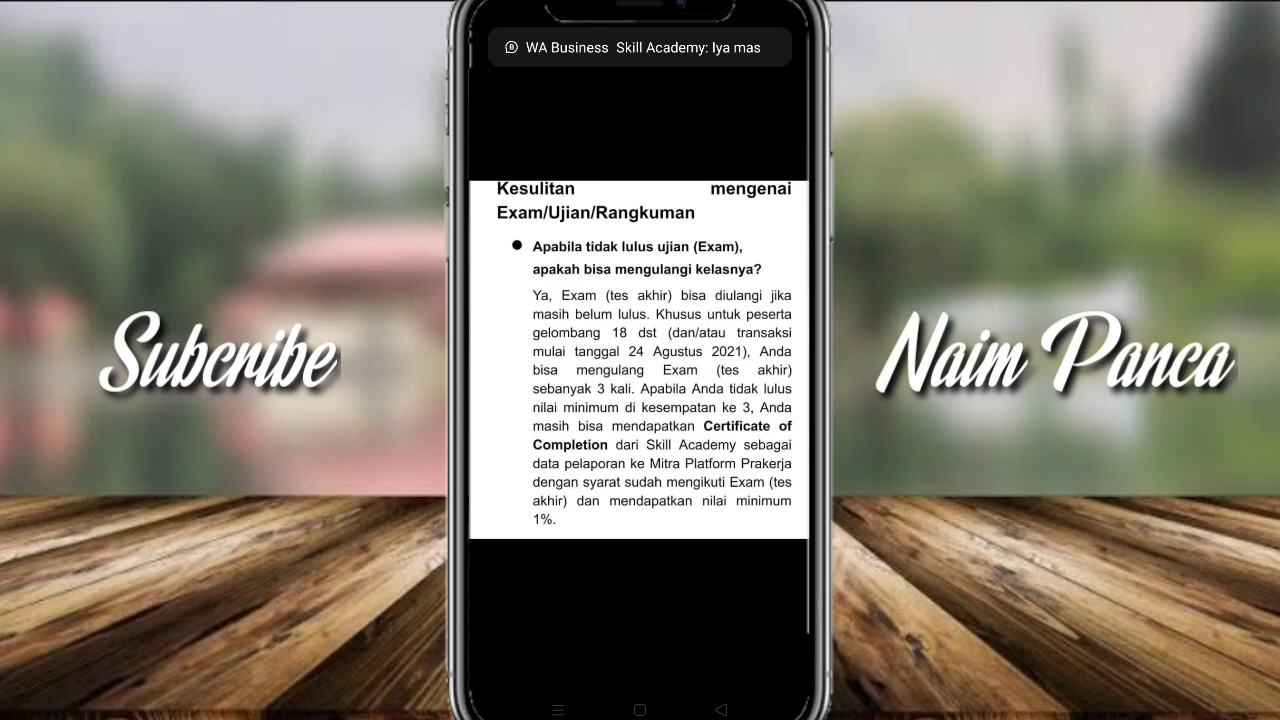 WA Business Skill Academy: Iya mas
Kesulitan mengenai
Exam/Ujian/Rangkuman
● Apabila tidak lulus ujian (Exam),
apakah bisa mengulangi kelasnya?
Ya, Exam (tes akhir) bisa diulangi jika
masih belum lulus. Khusus untuk peserta
gelombang 18 dst (dan/atau transaksi
mulai tanggal 24 Agustus 2021), Anda
bisa mengulang Exam (tes akhir)
sebanyak 3 kali. Apabila Anda tidak lulus
nilai minimum di kesempatan ke 3, Anda
masih bisa mendapatkan Certificate of
Completion dari Skill Academy sebagai
data pelaporan ke Mitra Platform Prakerja
dengan syarat sudah mengikuti Exam (tes
akhir) dan mendapatkan nilai minimum
1%.
Subcribe
Naim Panca